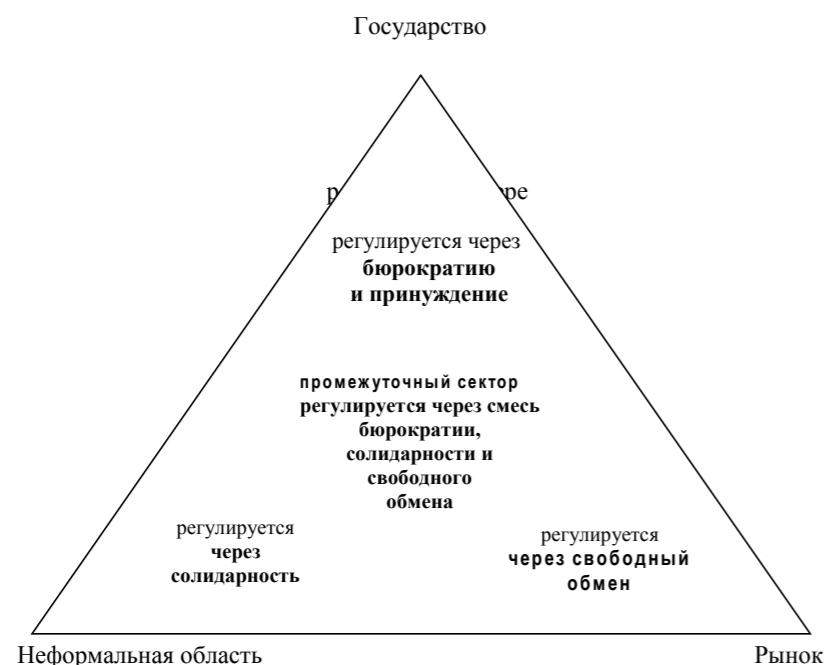 Государство
регулируется через
бюрократию
и принуждение
промежуточный сектор
регулируется через смесь
бюрократии,
солидарности и
свободного
обмена
регулируется
через
солидарность
регулируется
через свободный
обмен
Неформальная область
Рынок